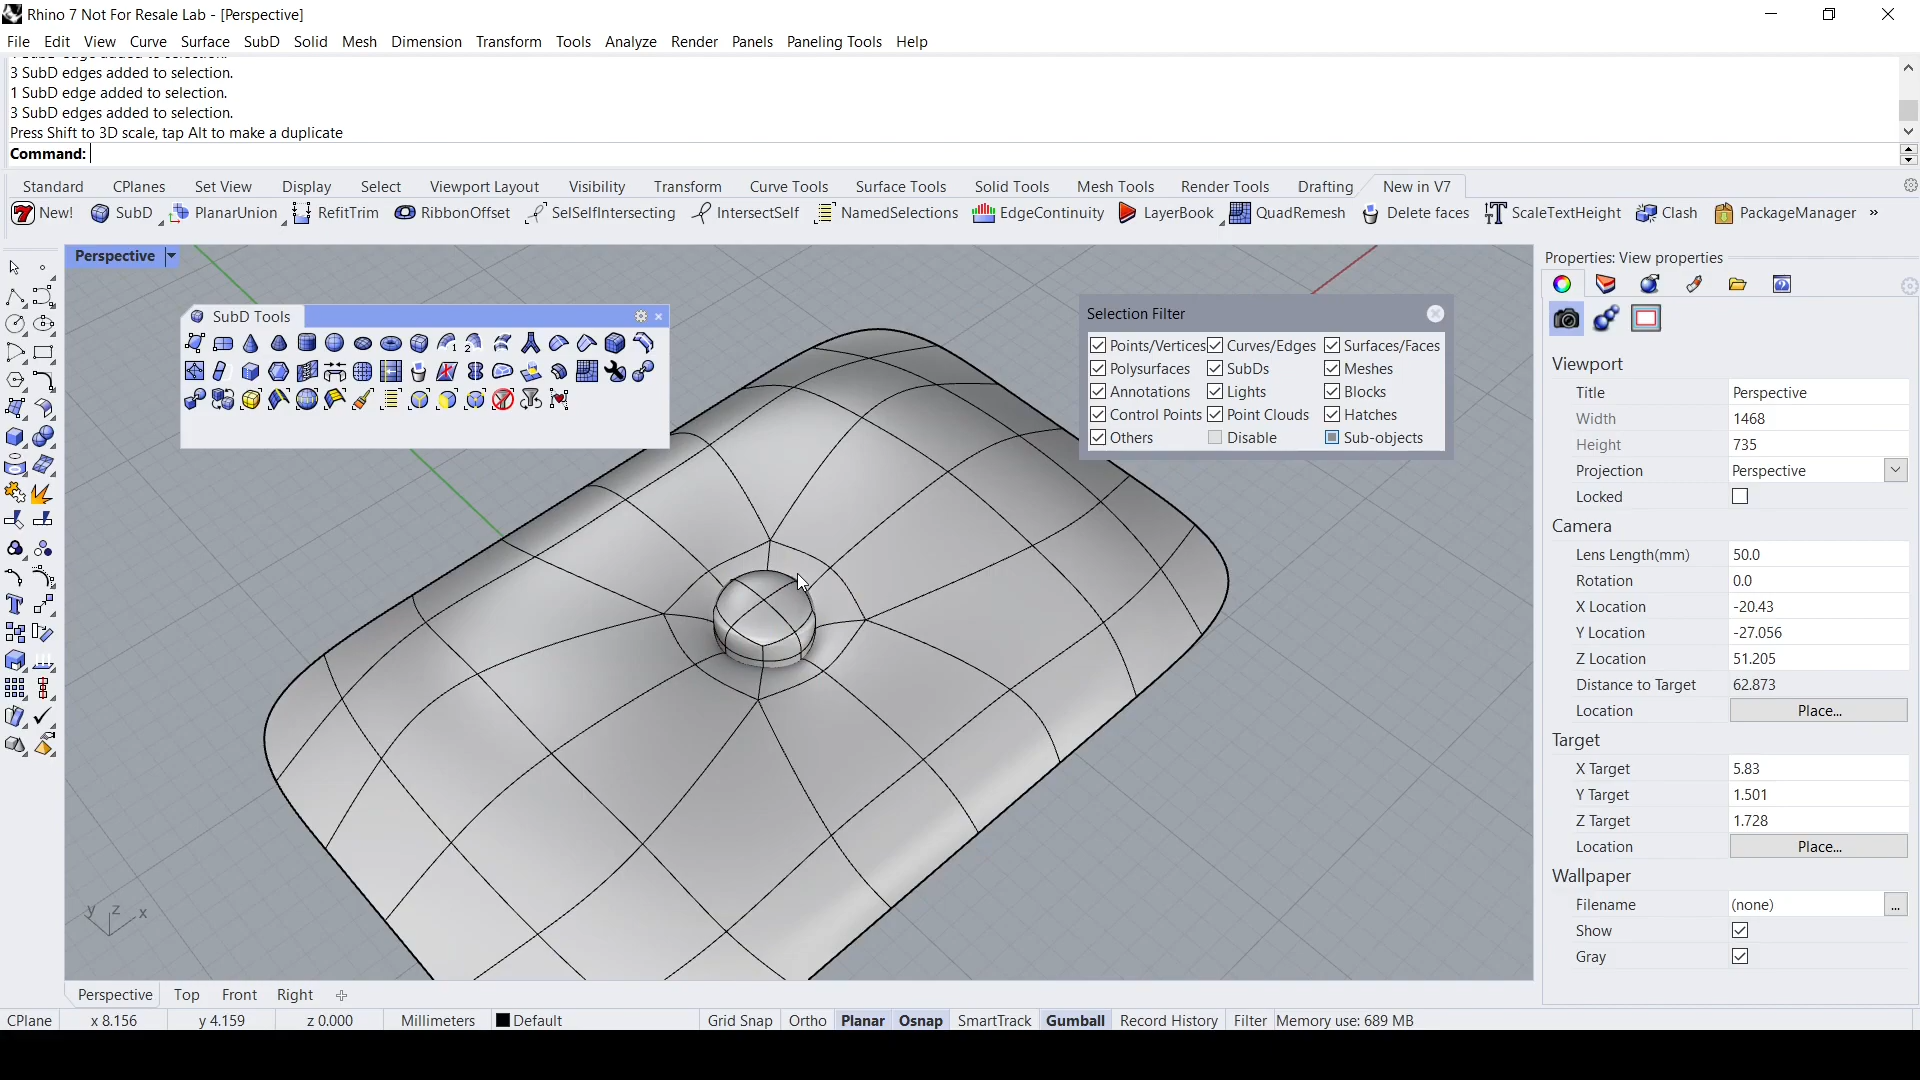 Rhino 7 Not For Resale Lab - [Perspective]
File Edit View Curve Surface SubD Solid Mesh Dimension Transform Tools Analyze Render Panels Paneling Tools Help
3 SubD edges added to selection.
1 SubD edge added to selection.
3 SubD edges added to selection.
Press Shift to 3D scale, tap Alt to make a duplicate
Command:
Standard CPlanes Set View Display Select Viewport Layout Visibility Transform Curve Tools Surface Tools Solid Tools Mesh Tools Render Tools Drafting New in V7
7 New! SubD PlanarUnion RefitTrim RibbonOffset SelSelfIntersecting IntersectSelf NamedSelections EdgeContinuity LayerBook QuadRemesh Delete faces ScaleTextHeight Clash PackageManager »
Perspective
Properties: View properties
SubD Tools
Selection Filter
Points/Vertices Curves/Edges Surfaces/Faces
Polysurfaces SubDs Meshes
Annotations Lights Blocks
Control Points Point Clouds Hatches
Others Disable Sub-objects
Viewport
Title Perspective
Width 1468
Height 735
Projection Perspective
Locked
Camera
Lens Length(mm) 50.0
Rotation 0.0
X Location -20.43
Y Location -27.056
Z Location 51.205
Distance to Target 62.873
Location Place...
Target
X Target 5.83
Y Target 1.501
Z Target 1.728
Location Place...
Wallpaper
Filename (none) ...
Show
Gray
y z x
Perspective Top Front Right
CPlane x 8.156 y 4.159 z 0.000 Millimeters Default Grid Snap Ortho Planar Osnap SmartTrack Gumball Record History Filter Memory use: 689 MB